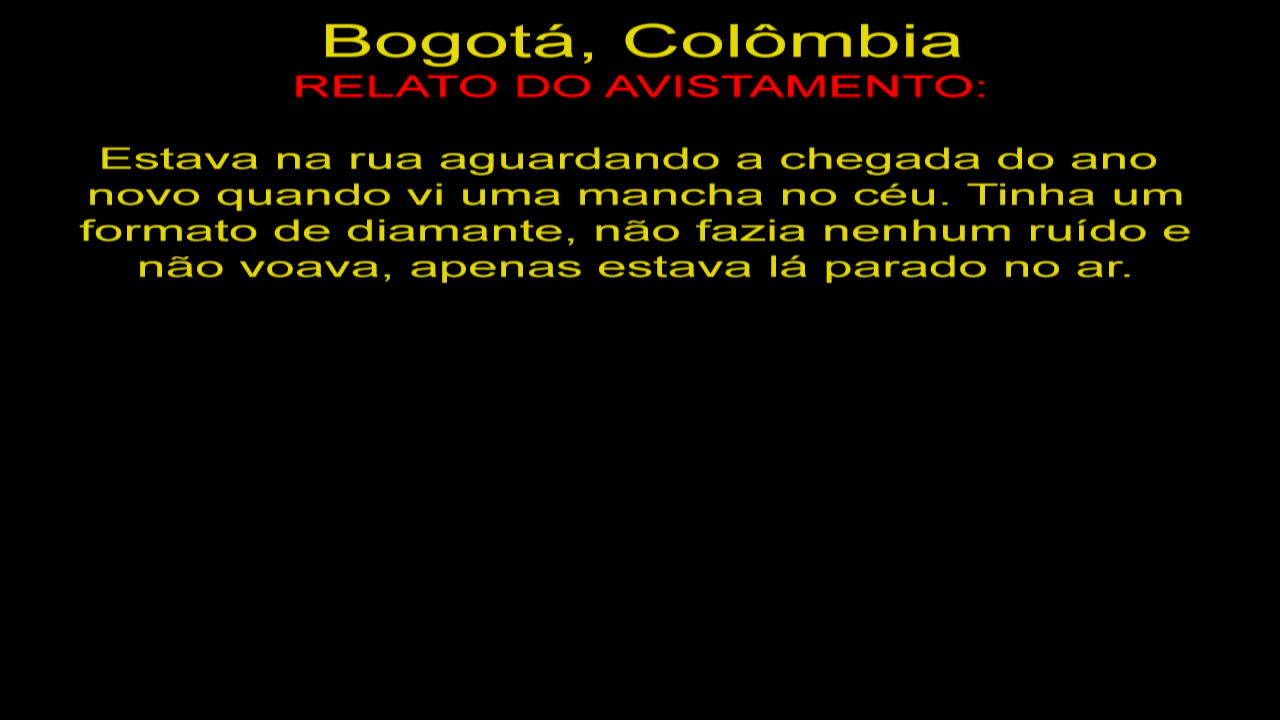 Bogotá, Colômbia
RELATO DO AVISTAMENTO:
Estava na rua aguardando a chegada do ano
novo quando vi uma mancha no céu. Tinha um
formato de diamante, não fazia nenhum ruído e
não voava, apenas estava lá parado no ar.